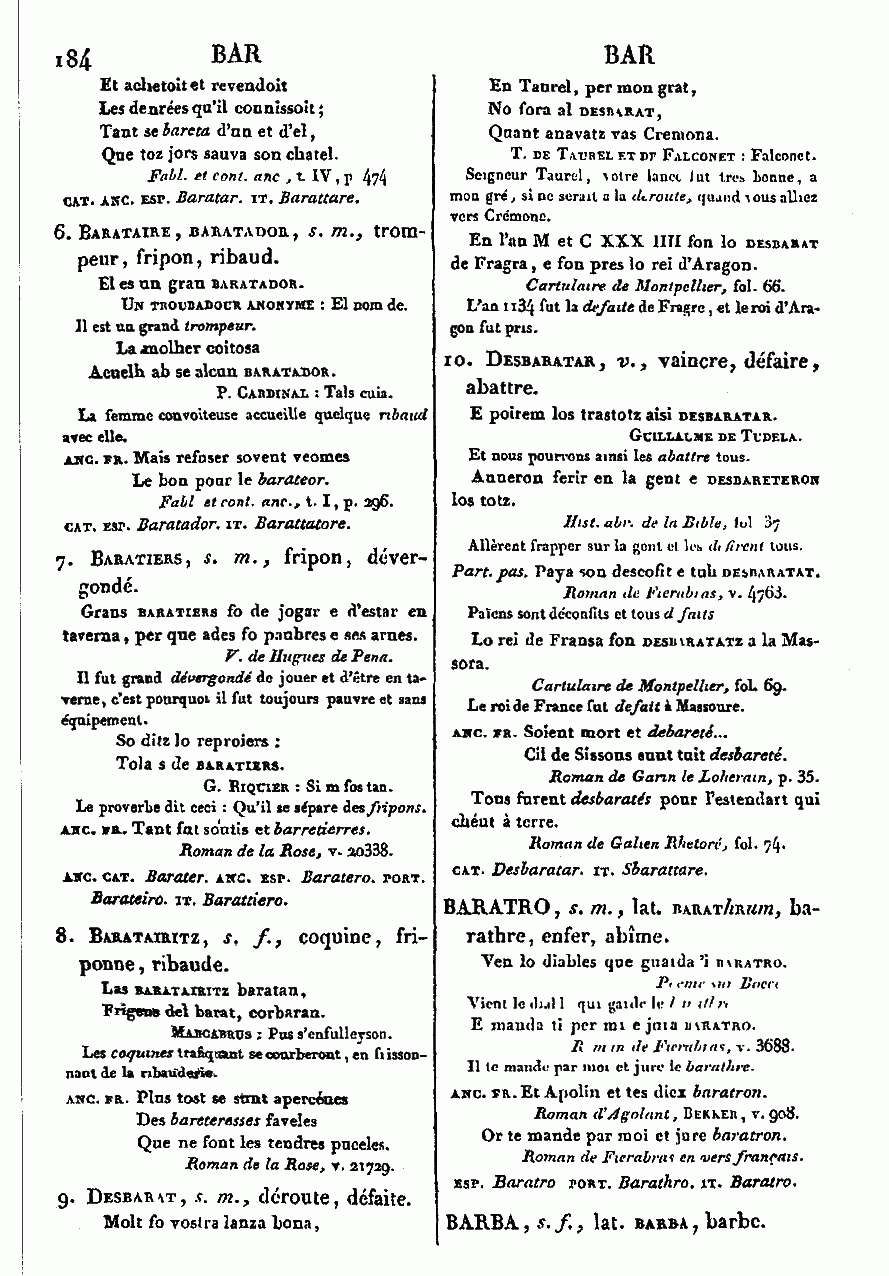 184 BAR BAR
Et achetoit et revendoit
Les denrées qu'il connissoit;
Tant se bareta d'un et d'el,
Que toz jors sauva son chatel.
Fabl. et cont. anc., t. IV, p 474
CAT. ANC. ESP. Baratar. IT. Barattare.
6. BARATAIRE, BARATADOR, s. m., trom-
peur, fripon, ribaud.
El es un gran BARATADOR.
UN TROUBADOUR ANONYME : El nom de.
Il est un grand trompeur.
La molher coitosa
Acuelh ab se alcun BARATADOR.
P. CARDINAL : Tals cuia.
La femme convoiteuse accueille quelque ribaud
avec elle.
ANC. FR. Mais refuser sovent veomes
Le bon pour le barateor.
Fabl et cont. anc., t. I, p. 296.
CAT. ESP. Baratador. IT. Barattatore.
7. BARATIERS, s. m., fripon, déver-
gondé.
Grans BARATIERS fo de jogar e d'estar en
taverna, per que ades fo paubres e ses arnes.
V. de Hugues de Pena.
Il fut grand dévergondé de jouer et d'être en ta-
verne, c'est pourquoi il fut toujours pauvre et sans
équipement.
So ditz lo reproiers :
Tola s de BARATIERS.
G. RIQUIER : Si m fos tan.
Le proverbe dit ceci : Qu'il se sépare des fripons.
ANC. FR. Tant fut soutis et barretierres.
Roman de la Rose, v. 20338.
ANC. CAT. Barater. ANC. ESP. Baratero. PORT.
Barateiro. IT. Barattiero.
8. BARATAIRITZ, s. f., coquine, fri-
ponne, ribaude.
Las BARATAIRITZ baratan,
Frigens del barat, corbaran.
MARCABRUS : Pus s'enfulleyson.
Les coquines trafiquant se courberont, en frisson-
nant de la ribauderie.
ANC. FR. Plus tost se sont apercénes
Des bareteresses faveles
Que ne font les tendres puceles.
Roman de la Rose, v. 21729.
9. DESBARAT, s. m., déroute, défaite.
Molt fo vostra lanza bona,
En Taurel, per mon grat,
No fora al DESBARAT,
Quant anavatz vas Cremona.
T. DE TAUREL ET DE FALCONET : Falconet.
Seigneur Taurel, votre lance fut tres bonne, a
mon gré, si ne serait a la déroute, quand vous alliez
vers Crémone.
En l'an M et C XXX IIII fon lo DESBARAT
de Fragra, e fon pres lo rei d'Aragon.
Cartulaire de Montpellier, fol. 66.
L'an 1134 fut la défaite de Fragre, et le roi d'Ara-
gon fut pris.
10. DESBARATAR, v., vaincre, défaire,
abattre.
E poirem los trastotz aisi DESBARATAR.
GUILLAUME DE TUDELA.
Et nous pourrons ainsi les abattre tous.
Anneron ferir en la gent e DESBARETERON
los totz.
Hist. abr. de la Bible, fol 37
Allèrent frapper sur la gent et les défirent tous.
Part. pas. Paya son descofit e tuh DESBARATAT.
Roman de Fierabras, v. 4763.
Païens sont déconfits et tous défaits
Lo rei de Fransa fon DESBARATATZ a la Mas-
sora.
Cartulaire de Montpellier, fol. 69.
Le roi de France fut défait à Massoure.
ANC. FR. Soient mort et debareté...
Cil de Sissons sunt tuit desbareté.
Roman de Garin le Loherain, p. 35.
Tous furent desbaratés pour l'estendart qui
chéut à terre.
Roman de Galien Rhetoré, fol. 74.
CAT. Desbaratar. IT. Sbarattare.
BARATRO, s. m., lat. BARAThRum, ba-
rathre, enfer, abîme.
Ven lo diables que guaida 'l BARATRO.
Poeme sur Boece
Vient le diable qui garde le barathre
E manda ti per mi e jura BARATRO.
Roman de Fierabras, v. 3688.
Il te mande par moi et jure le barathre.
ANC. FR. Et Apolin et tes diex baratron.
Roman d'Agolant, BEKKER, v. 908.
Or te mande par moi et jure baratron.
Roman de Fierabras en vers français.
ESP. Baratro PORT. Barathro. IT. Baratro.
BARBA, s. f., lat. BARBA, barbe.